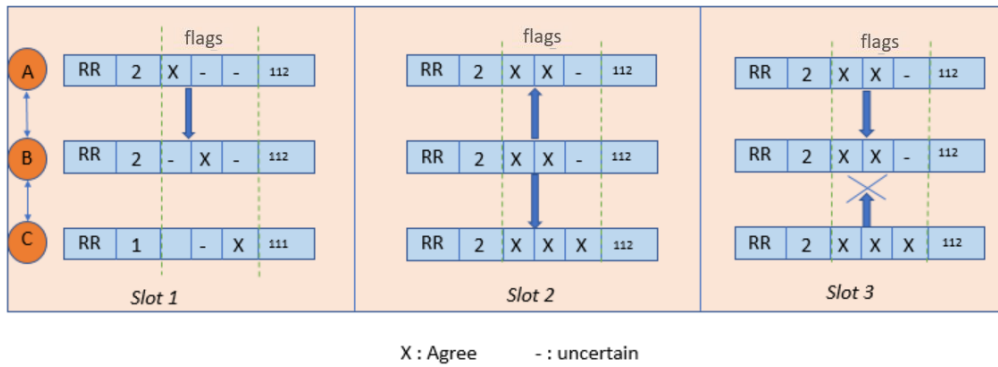 flags flags flags
A RR 2 X - - 112 RR 2 X X - 112 RR 2 X X - 112
B RR 2 - X - 112 RR 2 X X - 112 RR 2 X X - 112
C RR 1 - X 111 RR 2 X X X 112 RR 2 X X X 112
Slot 1 Slot 2 Slot 3
X : Agree - : uncertain